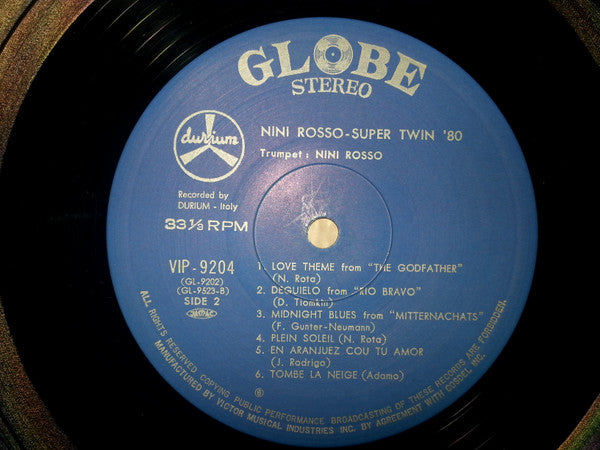 GLOBE
STEREO
durium
NINI ROSSO-SUPER TWIN '80
Trumpet: NINI ROSSO
Recorded by
DURIUM - Italy
33 1/3 RPM
VIP-9204
(GL-9202)
(GL-9523-B)
SIDE 2
1. LOVE THEME from "THE GODFATHER"
(N. Rota)
2. DEGUIELO from "RIO BRAVO"
(D. Tiomkin)
3. MIDNIGHT BLUES from "MITTERNACHATS"
(F. Gunter-Neumann)
4. PLEIN SOLEIL (N. Rota)
5. EN ARANJUEZ COU TU AMOR
(J. Rodrigo)
6. TOMBE LA NEIGE (Adamo)
ALL RIGHTS RESERVED COPYING PUBLIC PERFORMANCE BROADCASTING OF THESE RECORDS ARE FORBIDDEN.
MANUFACTURED BY VICTOR MUSICAL INDUSTRIES INC. BY AGREEMENT WITH COSDEL INC.